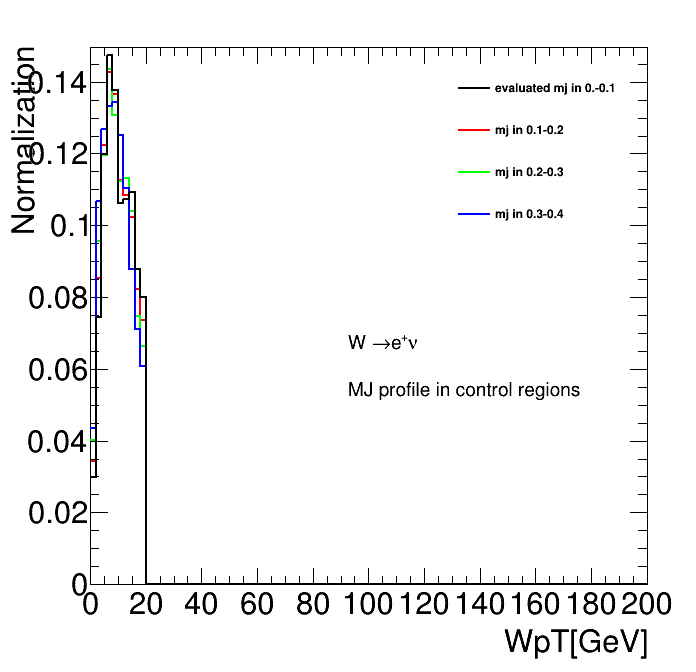 Normalization
0.14
0.12
0.1
0.08
0.06
0.04
0.02
0
evaluated mj in 0.-0.1
mj in 0.1-0.2
mj in 0.2-0.3
mj in 0.3-0.4
W →e⁺ν
MJ profile in control regions
0 20 40 60 80 100 120 140 160 180 200
WpT[GeV]